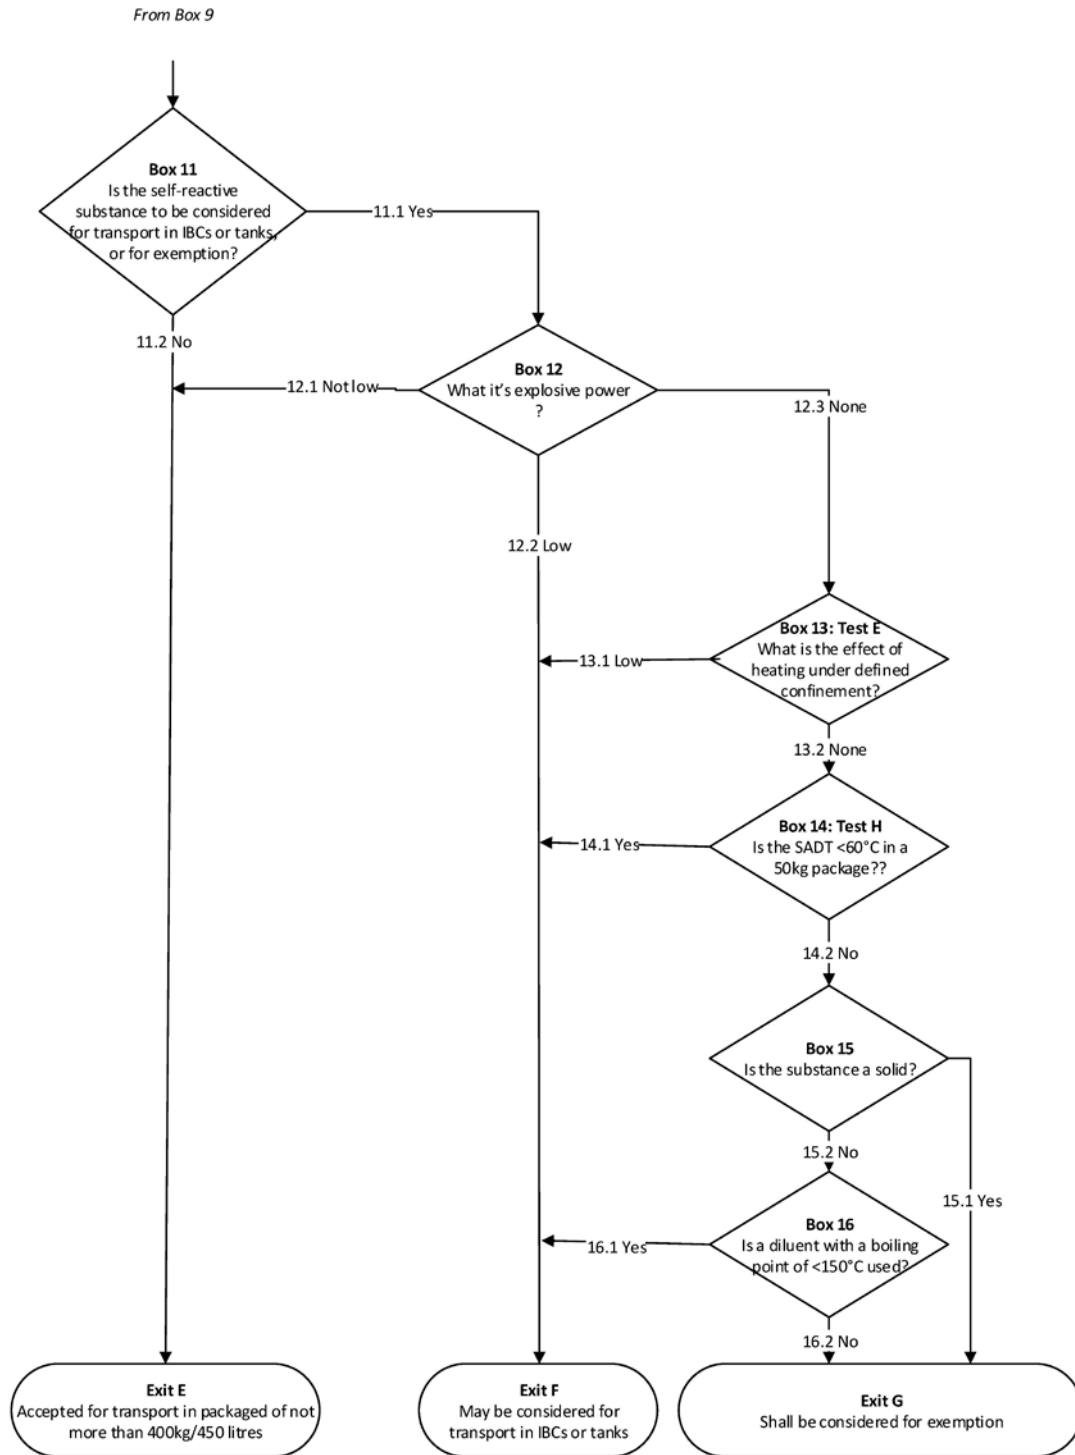 From Box 9
Box 11
Is the self-reactive
substance to be considered
for transport in IBCs or tanks,
or for exemption?
11.1 Yes
11.2 No
Box 12
What it's explosive power
?
12.1 Not low
12.3 None
12.2 Low
Box 13: Test E
What is the effect of
heating under defined
confinement?
13.1 Low
13.2 None
Box 14: Test H
Is the SADT <60°C in a
50kg package??
14.1 Yes
14.2 No
Box 15
Is the substance a solid?
15.2 No
15.1 Yes
Box 16
Is a diluent with a boiling
point of <150°C used?
16.1 Yes
16.2 No
Exit E
Accepted for transport in packaged of not
more than 400kg/450 litres
Exit F
May be considered for
transport in IBCs or tanks
Exit G
Shall be considered for exemption